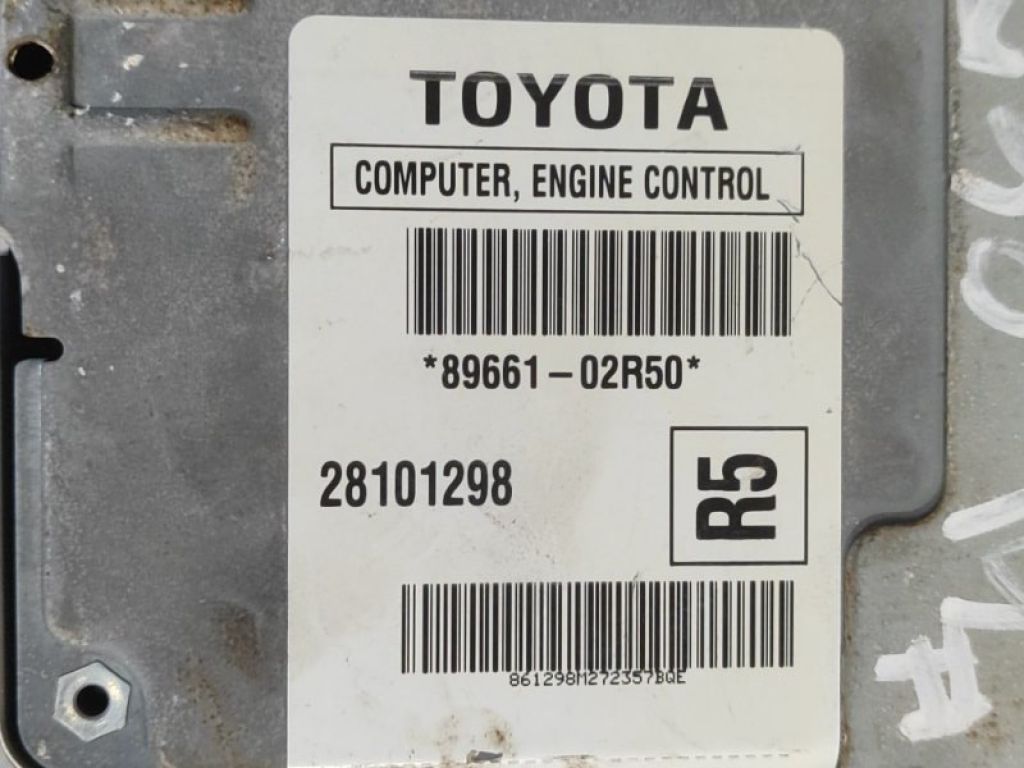 TOYOTA
COMPUTER, ENGINE CONTROL
*89661-02R50*
28101298
R5
861298M272357BQE